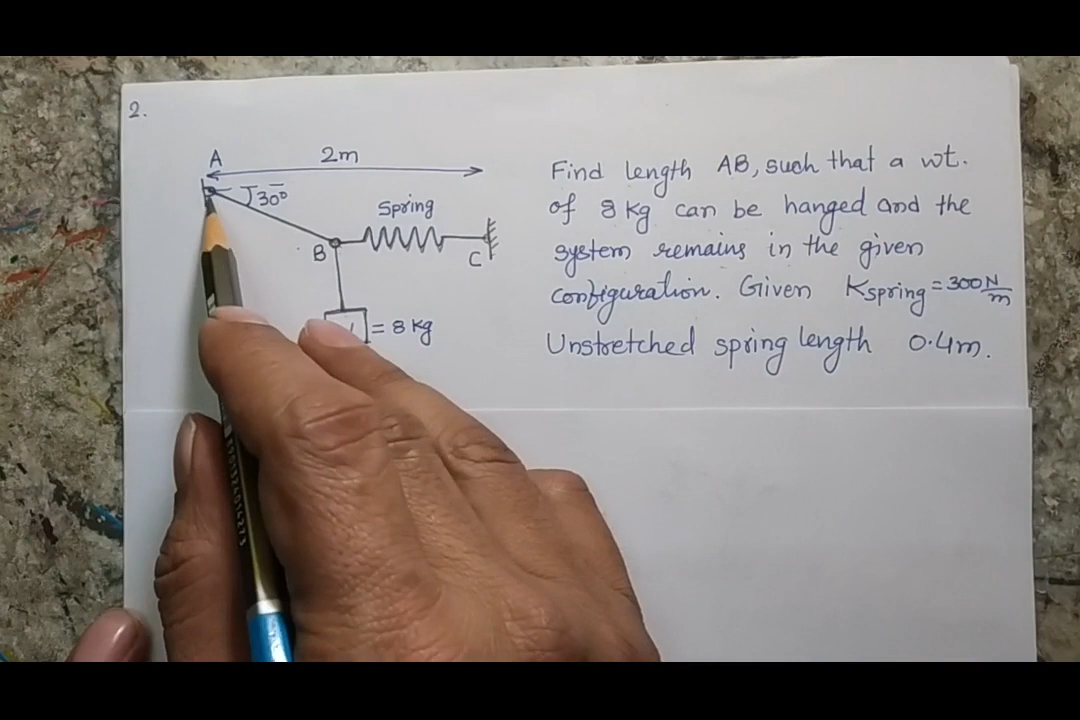 2.
A
2m
30°
Spring
B
C
= 8 kg
Find length AB, such that a wt.
of 8 kg can be hanged and the
system remains in the given
configuration. Given Kspring = 300 N/m
Unstretched spring length 0.4m.